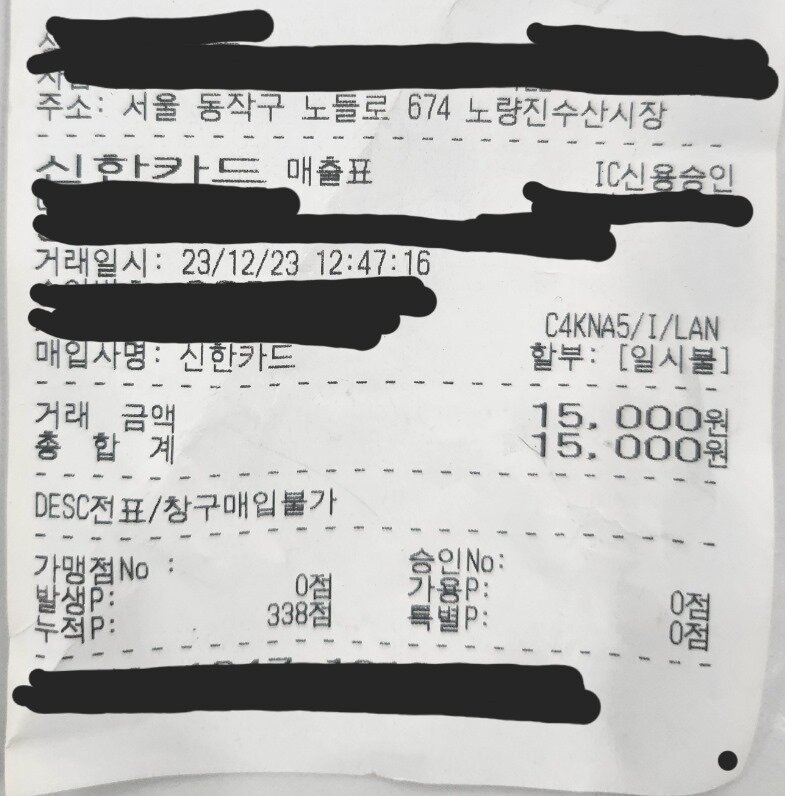 주소: 서울 동작구 노들로 674 노량진수산시장
신한카드 매출표 IC신용승인
거래일시: 23/12/23 12:47:16
C4KNA5/I/LAN
매입사명: 신한카드 할부: [일시불]
거래 금액 15,000원
총 합 계 15,000원
DESC전표/창구매입불가
가맹점No : 승인No:
발생P: 0점 가용P: 0점
누적P: 338점 특별P: 0점